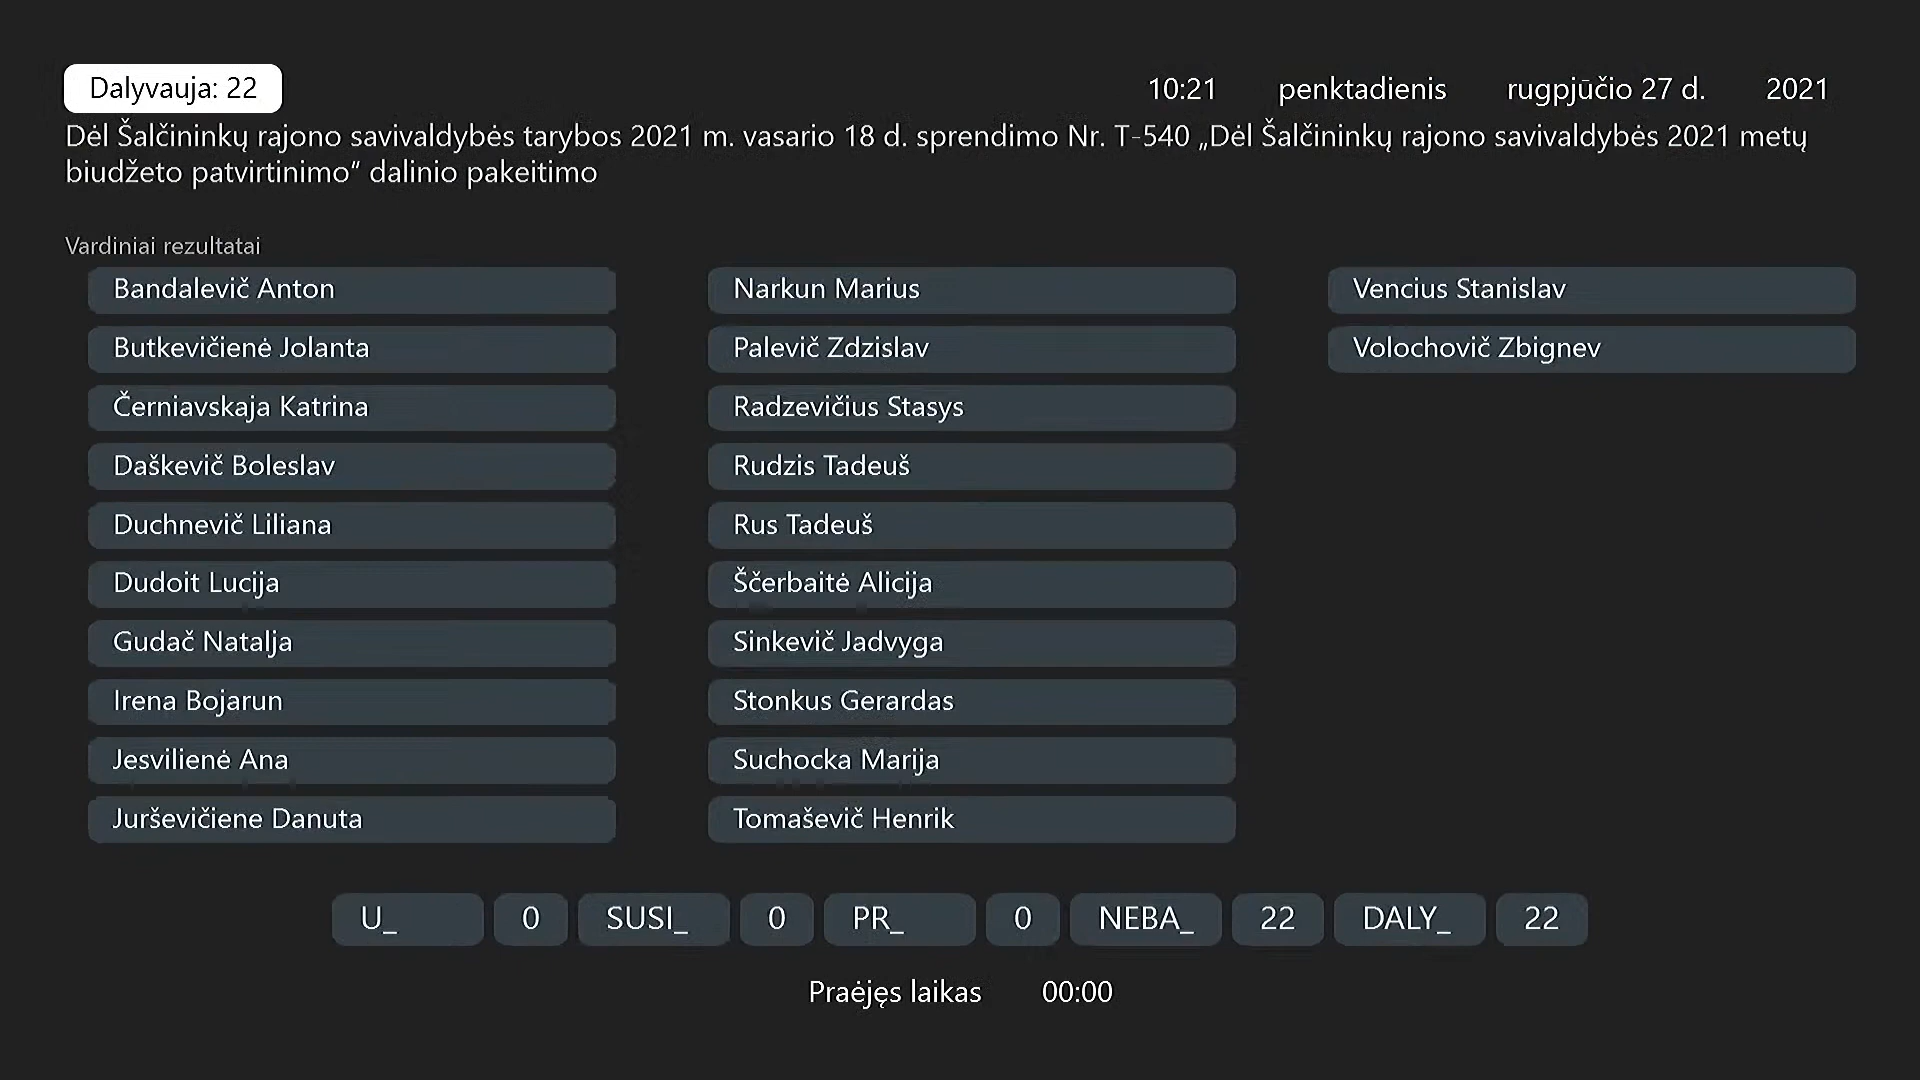 Dalyvauja: 22
10:21 penktadienis rugpjūčio 27 d. 2021
Dėl Šalčininkų rajono savivaldybės tarybos 2021 m. vasario 18 d. sprendimo Nr. T-540 „Dėl Šalčininkų rajono savivaldybės 2021 metų
biudžeto patvirtinimo“ dalinio pakeitimo
Vardiniai rezultatai
Bandalevič Anton
Butkevičienė Jolanta
Černiavskaja Katrina
Daškevič Boleslav
Duchnevič Liliana
Dudoit Lucija
Gudač Natalja
Irena Bojarun
Jesvilienė Ana
Jurševičiene Danuta
Narkun Marius
Palevič Zdzislav
Radzevičius Stasys
Rudzis Tadeuš
Rus Tadeuš
Ščerbaitė Alicija
Sinkevič Jadvyga
Stonkus Gerardas
Suchocka Marija
Tomaševič Henrik
Vencius Stanislav
Volochovič Zbignev
U_ 0 SUSI_ 0 PR_ 0 NEBA_ 22 DALY_ 22
Praėjęs laikas 00:00